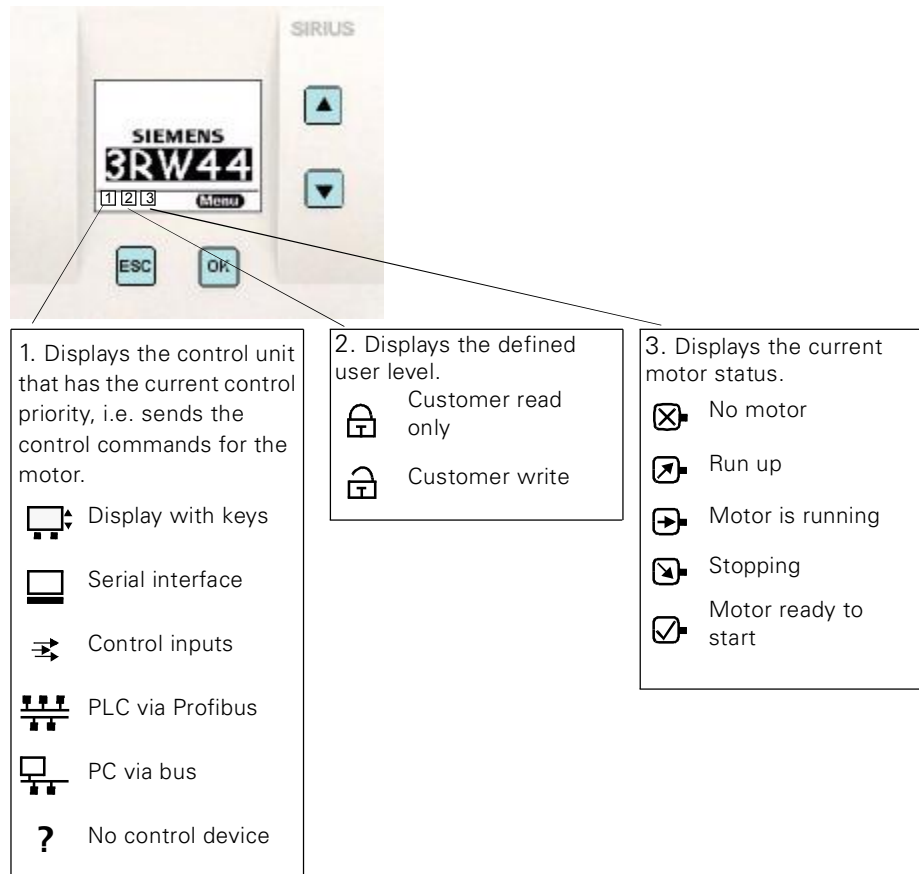 SIRIUS
SIEMENS
3RW44
1 2 3 Menu
ESC OK
1. Displays the control unit
that has the current control
priority, i.e. sends the
control commands for the
motor.
Display with keys
Serial interface
Control inputs
PLC via Profibus
PC via bus
? No control device
2. Displays the defined
user level.
T Customer read
only
T Customer write
3. Displays the current
motor status.
No motor
Run up
Motor is running
Stopping
Motor ready to
start